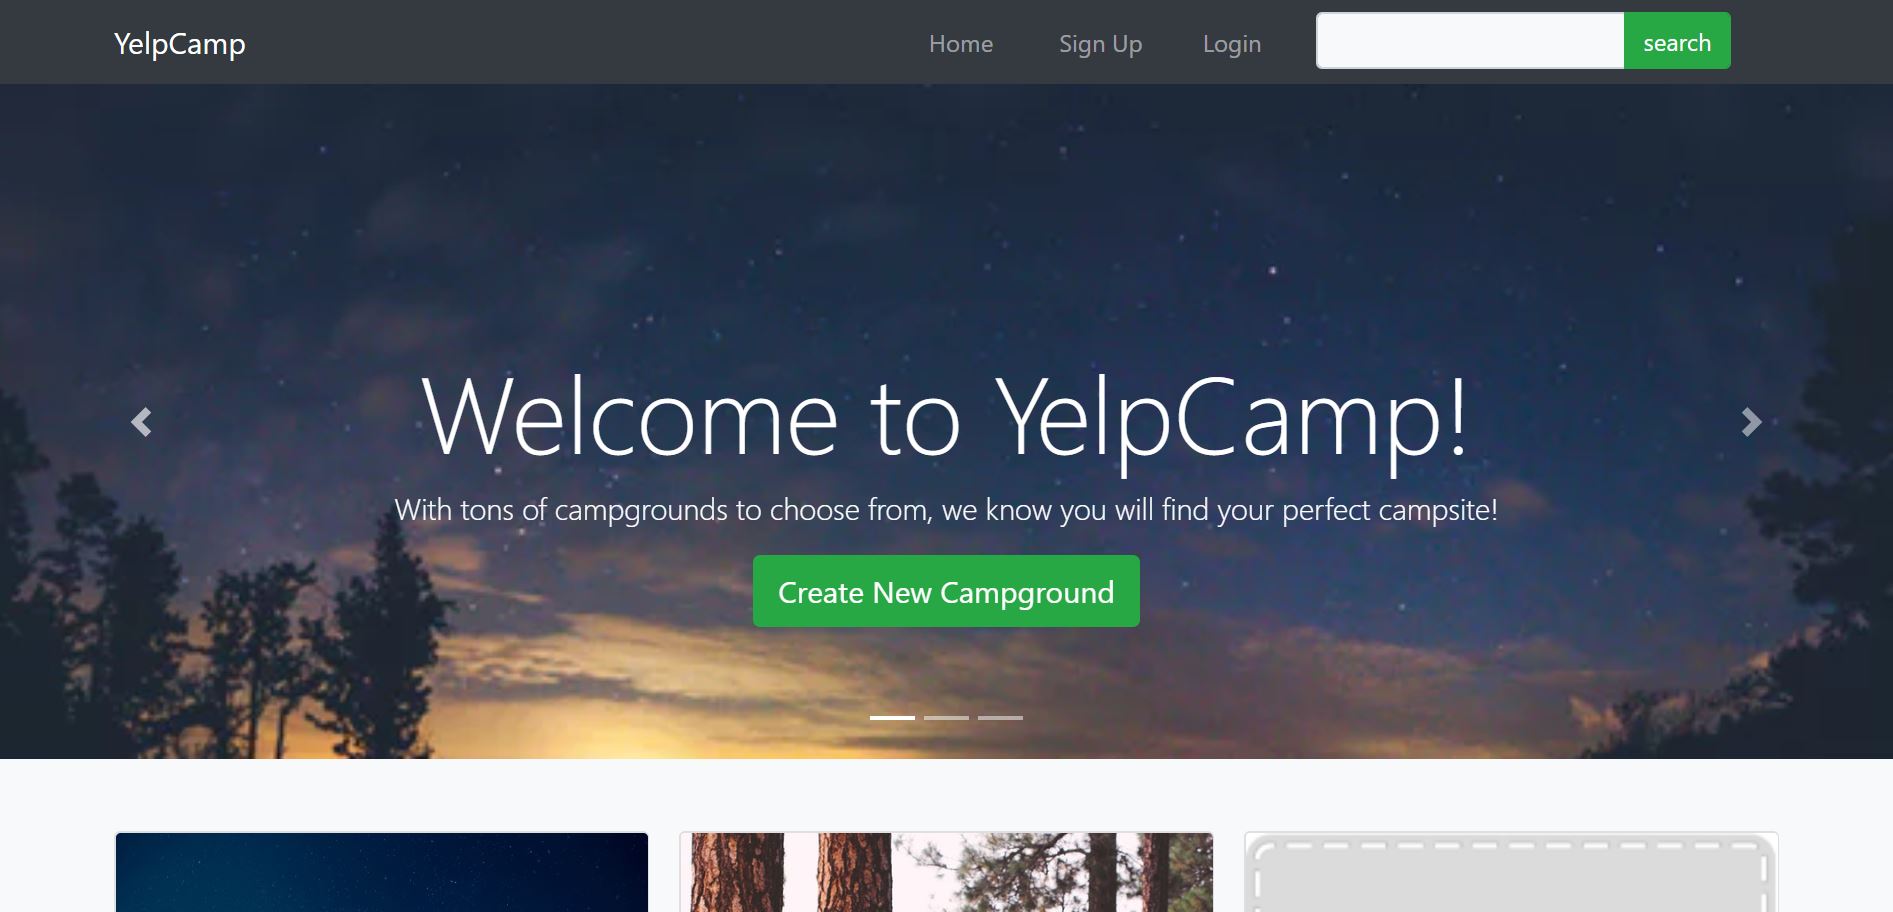 YelpCamp
Home
Sign Up
Login
search
Welcome to YelpCamp!
With tons of campgrounds to choose from, we know you will find your perfect campsite!
Create New Campground